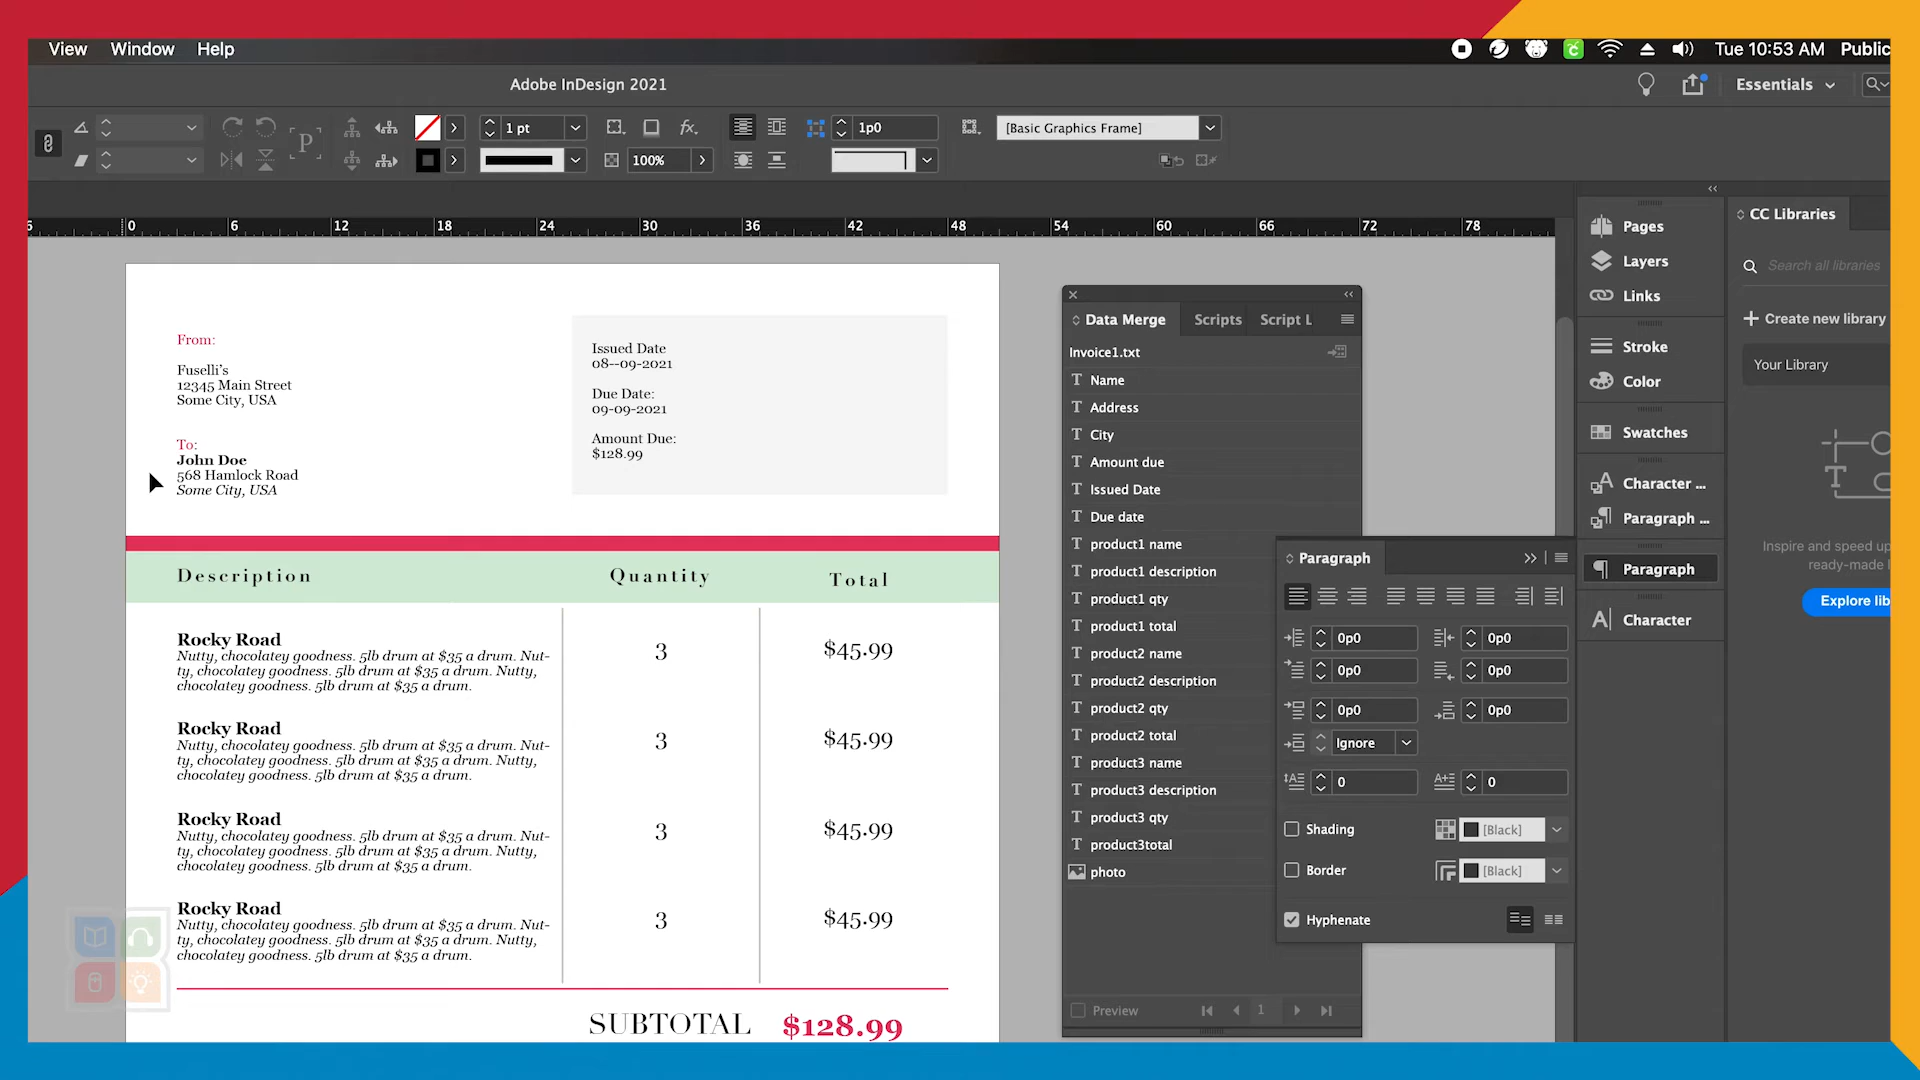 View Window Help
Tue 10:53 AM Public
Adobe InDesign 2021
Essentials
1 pt
1p0
[Basic Graphics Frame]
100%
0 6 12 18 24 30 36 42 48 54 60 66 72 78
From:
Fuselli's
12345 Main Street
Some City, USA
To:
John Doe
568 Hamlock Road
Some City, USA
Issued Date
08--09-2021
Due Date:
09-09-2021
Amount Due:
$128.99
Description Quantity Total
Rocky Road
Nutty, chocolatey goodness. 5lb drum at $35 a drum. Nut-
ty, chocolatey goodness. 5lb drum at $35 a drum. Nutty,
chocolatey goodness. 5lb drum at $35 a drum.
3 $45.99
Rocky Road
Nutty, chocolatey goodness. 5lb drum at $35 a drum. Nut-
ty, chocolatey goodness. 5lb drum at $35 a drum. Nutty,
chocolatey goodness. 5lb drum at $35 a drum.
3 $45.99
Rocky Road
Nutty, chocolatey goodness. 5lb drum at $35 a drum. Nut-
ty, chocolatey goodness. 5lb drum at $35 a drum. Nutty,
chocolatey goodness. 5lb drum at $35 a drum.
3 $45.99
Rocky Road
Nutty, chocolatey goodness. 5lb drum at $35 a drum. Nut-
ty, chocolatey goodness. 5lb drum at $35 a drum. Nutty,
chocolatey goodness. 5lb drum at $35 a drum.
3 $45.99
SUBTOTAL $128.99
Data Merge Scripts Script L
Invoice1.txt
Name
Address
City
Amount due
Issued Date
Due date
product1 name
product1 description
product1 qty
product1 total
product2 name
product2 description
product2 qty
product2 total
product3 name
product3 description
product3 qty
product3total
photo
Preview
1
Paragraph
0p0 0p0
0p0 0p0
0p0 0p0
Ignore
0 0
Shading [Black]
Border [Black]
Hyphenate
Pages
Layers
Links
Stroke
Color
Swatches
Character ...
Paragraph ...
Paragraph
Character
CC Libraries
Search all libraries
Create new library
Your Library
Inspire and speed up
ready-made l
Explore lib